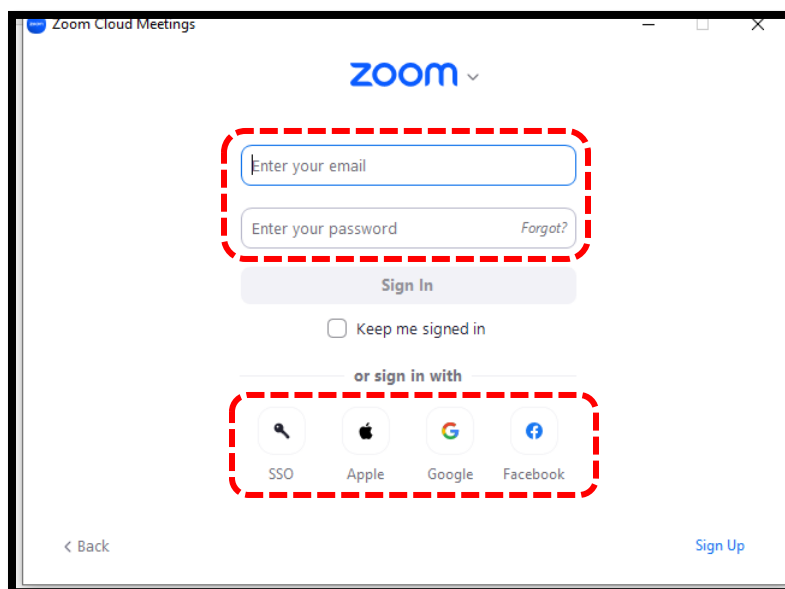 zoom Zoom Cloud Meetings
zoom
Enter your email
Enter your password Forgot?
Sign In
Keep me signed in
or sign in with
SSO Apple Google Facebook
< Back Sign Up